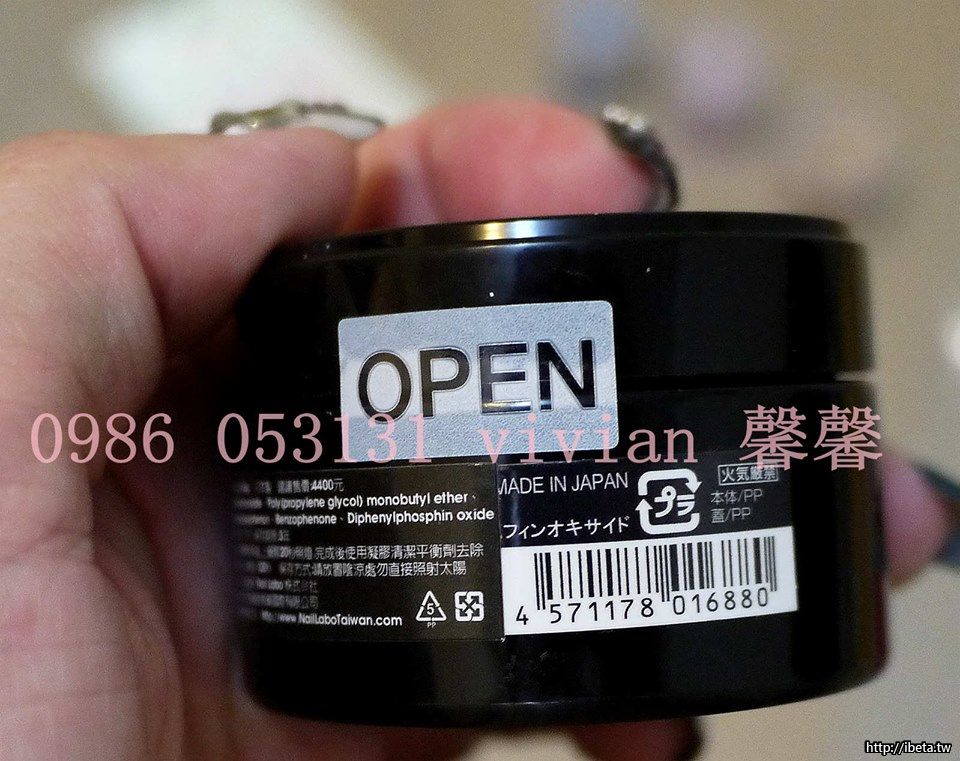 OPEN
0986 053131 vivian 馨馨
建議售價:4400元
Poly(propylene glycol) monobutyl ether、
Benzophenone、Diphenylphosphin oxide
完成後使用凝膠清潔平衡劑去除
請放置陰涼處勿直接照射太陽
www.NailLaboTaiwan.com
5
PP
MADE IN JAPAN
プラ
火気厳禁
本体/PP
蓋/PP
フィンオキサイド
4 571178 016880
http://ibeta.tw